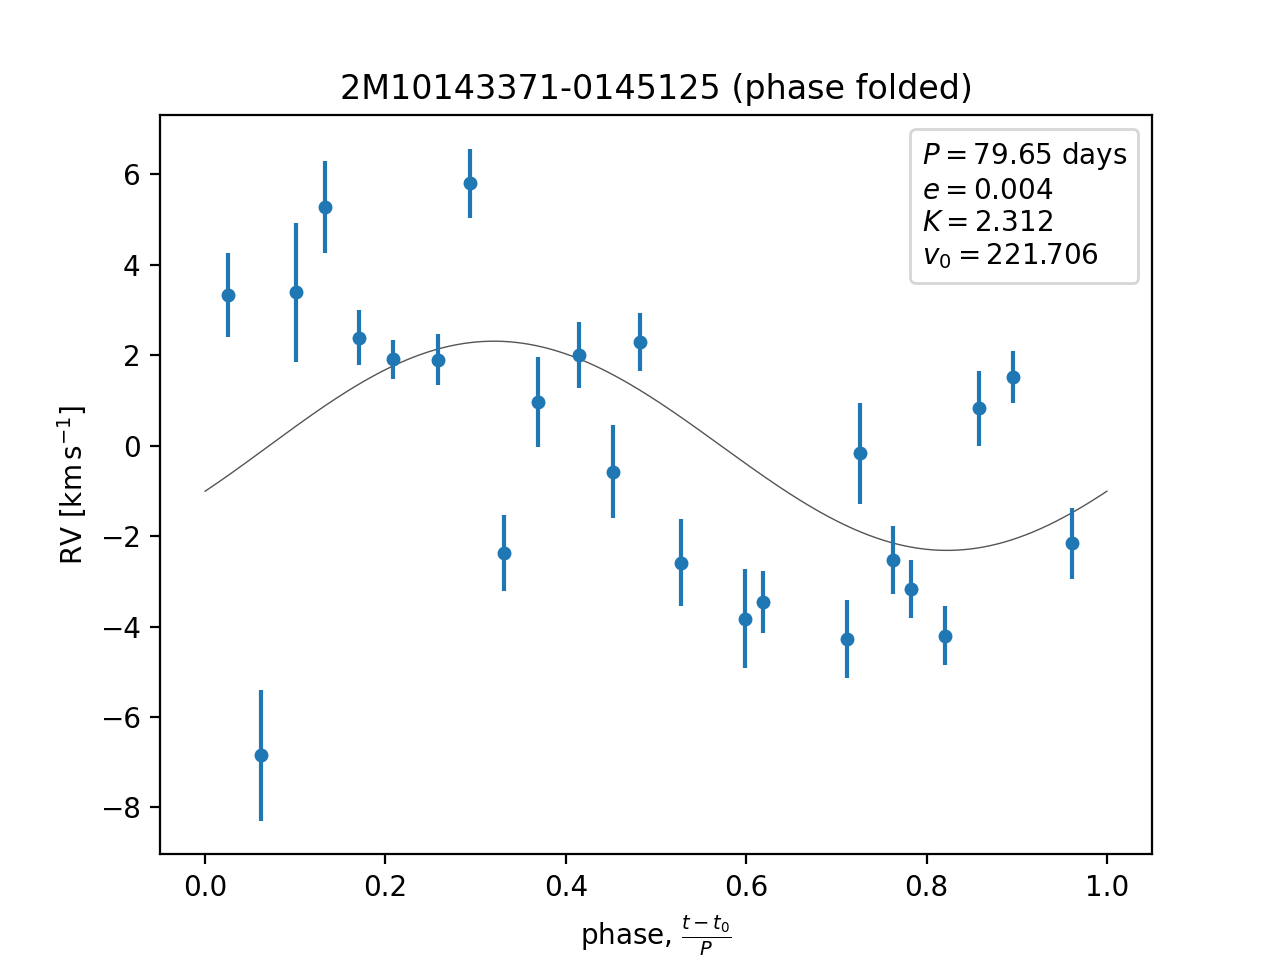 2M10143371-0145125 (phase folded)
P = 79.65 days
e = 0.004
K = 2.312
v₀ = 221.706
RV [km s⁻¹]
6
4
2
0
−2
−4
−6
−8
0.0 0.2 0.4 0.6 0.8 1.0
phase, (t − t₀)/P